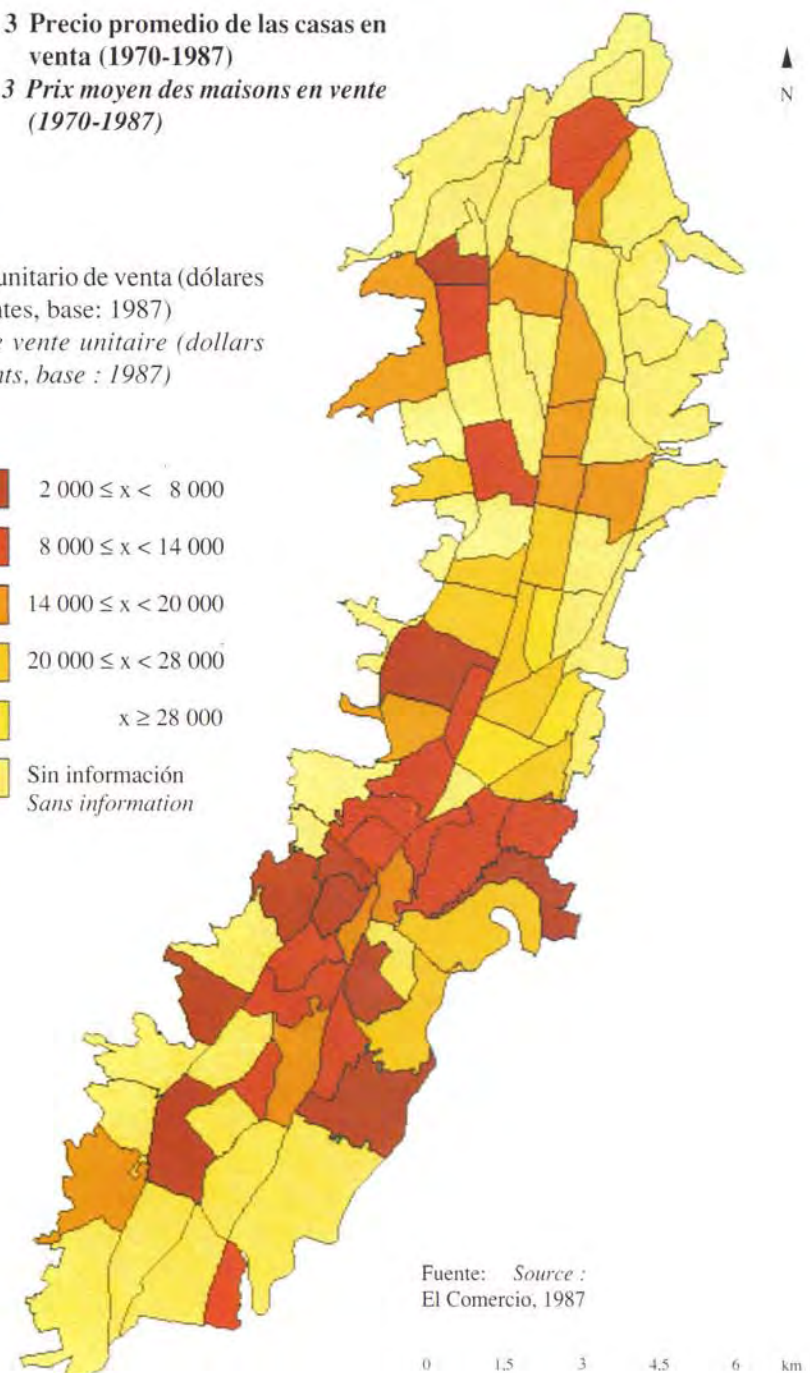 3 Precio promedio de las casas en
venta (1970-1987)
3 Prix moyen des maisons en vente
(1970-1987)
N
unitario de venta (dólares
ntes, base: 1987)
vente unitaire (dollars
nts, base : 1987)
2 000 ≤ x < 8 000
8 000 ≤ x < 14 000
14 000 ≤ x < 20 000
20 000 ≤ x < 28 000
x ≥ 28 000
Sin información
Sans information
Fuente: Source :
El Comercio, 1987
0 1.5 3 4.5 6 km